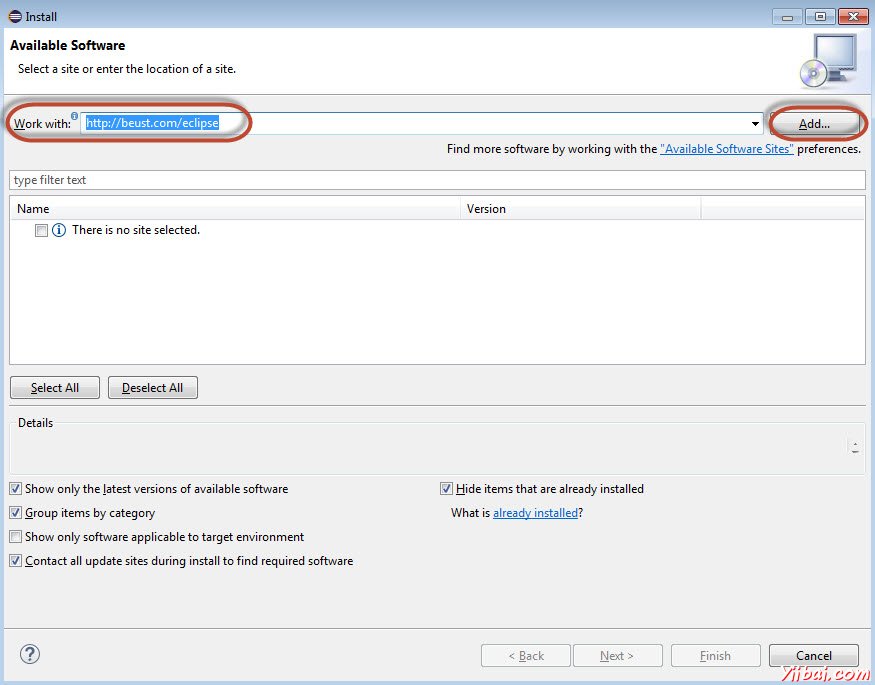 Install
Available Software
Select a site or enter the location of a site.
Work with: http://beust.com/eclipse Add...
Find more software by working with the "Available Software Sites" preferences.
type filter text
Name Version
There is no site selected.
Select All Deselect All
Details
Show only the latest versions of available software Hide items that are already installed
Group items by category What is already installed?
Show only software applicable to target environment
Contact all update sites during install to find required software
? < Back Next > Finish Cancel
Yiibai.com